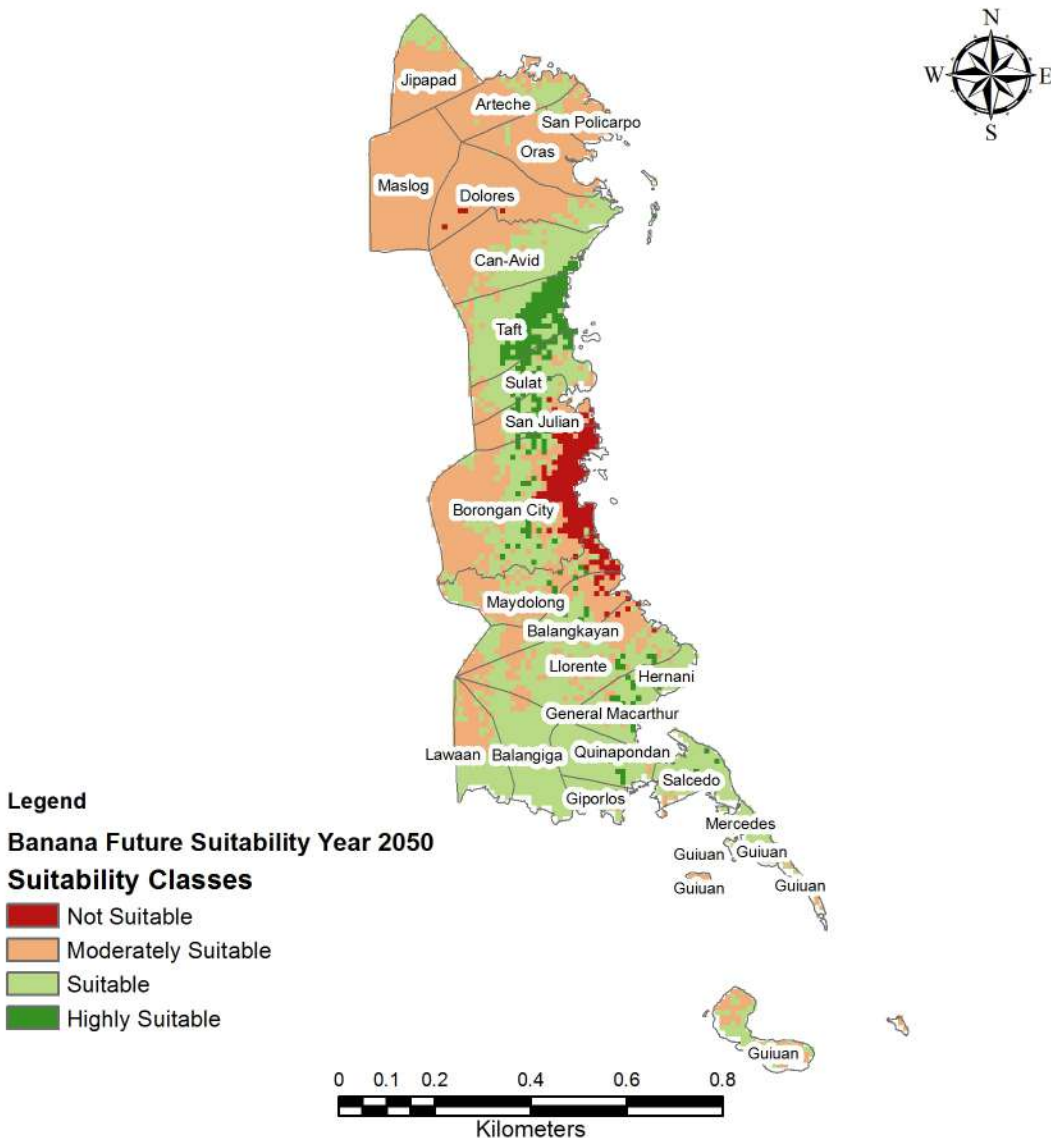 N
W E
S
Jipapad
Arteche
San Policarpo
Oras
Maslog
Dolores
Can-Avid
Taft
Sulat
San Julian
Borongan City
Maydolong
Balangkayan
Llorente
Hernani
General Macarthur
Lawaan Balangiga Quinapondan
Salcedo
Giporlos
Mercedes
Guiuan Guiuan
Guiuan Guiuan
Guiuan
Legend
Banana Future Suitability Year 2050
Suitability Classes
Not Suitable
Moderately Suitable
Suitable
Highly Suitable
0 0.1 0.2 0.4 0.6 0.8
Kilometers